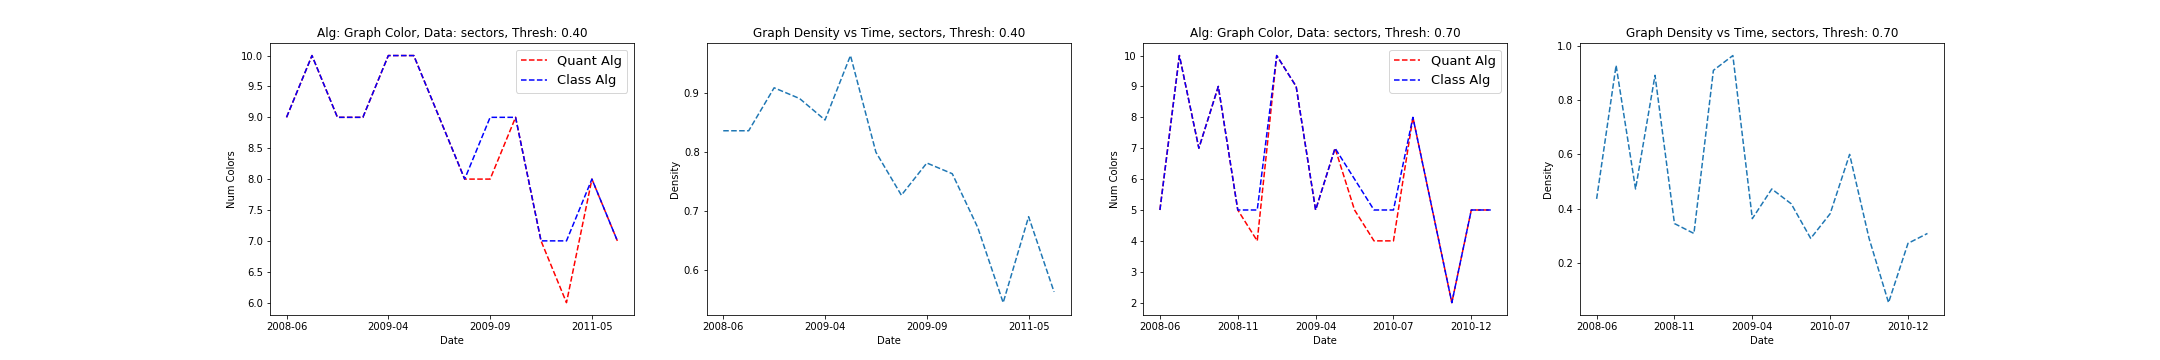 Alg: Graph Color, Data: sectors, Thresh: 0.40
Num Colors
10.0
9.5
9.0
8.5
8.0
7.5
7.0
6.5
6.0
Quant Alg
Class Alg
2008-06 2009-04 2009-09 2011-05
Date
Graph Density vs Time, sectors, Thresh: 0.40
Density
0.9
0.8
0.7
0.6
2008-06 2009-04 2009-09 2011-05
Date
Alg: Graph Color, Data: sectors, Thresh: 0.70
Num Colors
10
9
8
7
6
5
4
3
2
Quant Alg
Class Alg
2008-06 2008-11 2009-04 2010-07 2010-12
Date
Graph Density vs Time, sectors, Thresh: 0.70
Density
1.0
0.8
0.6
0.4
0.2
2008-06 2008-11 2009-04 2010-07 2010-12
Date